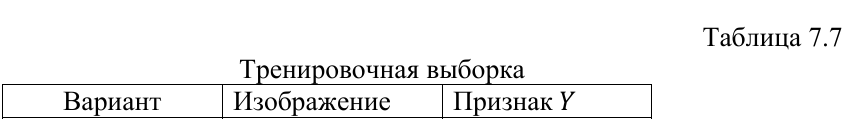 Таблица 7.7
Тренировочная выборка
Вариант Изображение Признак Y